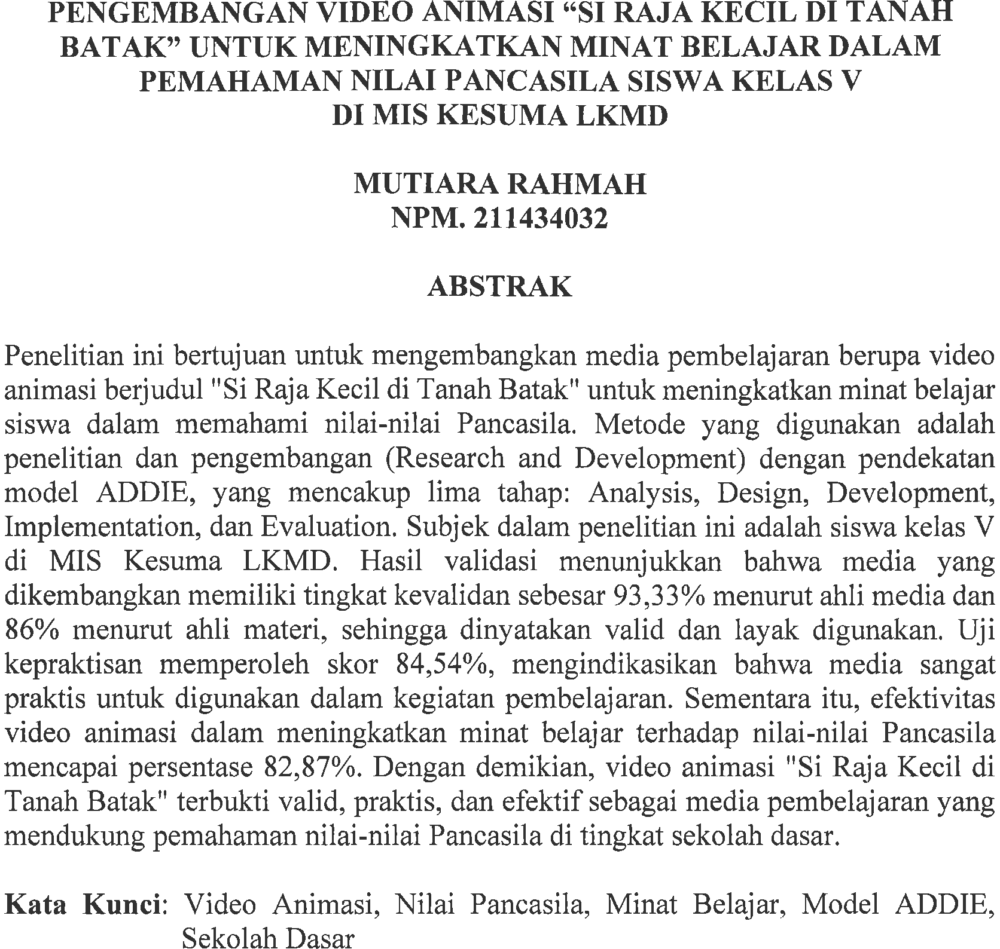 PENGEMBANGAN VIDEO ANIMASI “SI RAJA KECIL DI TANAH
BATAK” UNTUK MENINGKATKAN MINAT BELAJAR DALAM
PEMAHAMAN NILAI PANCASILA SISWA KELAS V
DI MIS KESUMA LKMD
MUTIARA RAHMAH
NPM. 211434032
ABSTRAK
Penelitian ini bertujuan untuk mengembangkan media pembelajaran berupa video
animasi berjudul "Si Raja Kecil di Tanah Batak" untuk meningkatkan minat belajar
siswa dalam memahami nilai-nilai Pancasila. Metode yang digunakan adalah
penelitian dan pengembangan (Research and Development) dengan pendekatan
model ADDIE, yang mencakup lima tahap: Analysis, Design, Development,
Implementation, dan Evaluation. Subjek dalam penelitian ini adalah siswa kelas V
di MIS Kesuma LKMD. Hasil validasi menunjukkan bahwa media yang
dikembangkan memiliki tingkat kevalidan sebesar 93,33% menurut ahli media dan
86% menurut ahli materi, sehingga dinyatakan valid dan layak digunakan. Uji
kepraktisan memperoleh skor 84,54%, mengindikasikan bahwa media sangat
praktis untuk digunakan dalam kegiatan pembelajaran. Sementara itu, efektivitas
video animasi dalam meningkatkan minat belajar terhadap nilai-nilai Pancasila
mencapai persentase 82,87%. Dengan demikian, video animasi "Si Raja Kecil di
Tanah Batak" terbukti valid, praktis, dan efektif sebagai media pembelajaran yang
mendukung pemahaman nilai-nilai Pancasila di tingkat sekolah dasar.
Kata Kunci: Video Animasi, Nilai Pancasila, Minat Belajar, Model ADDIE,
Sekolah Dasar